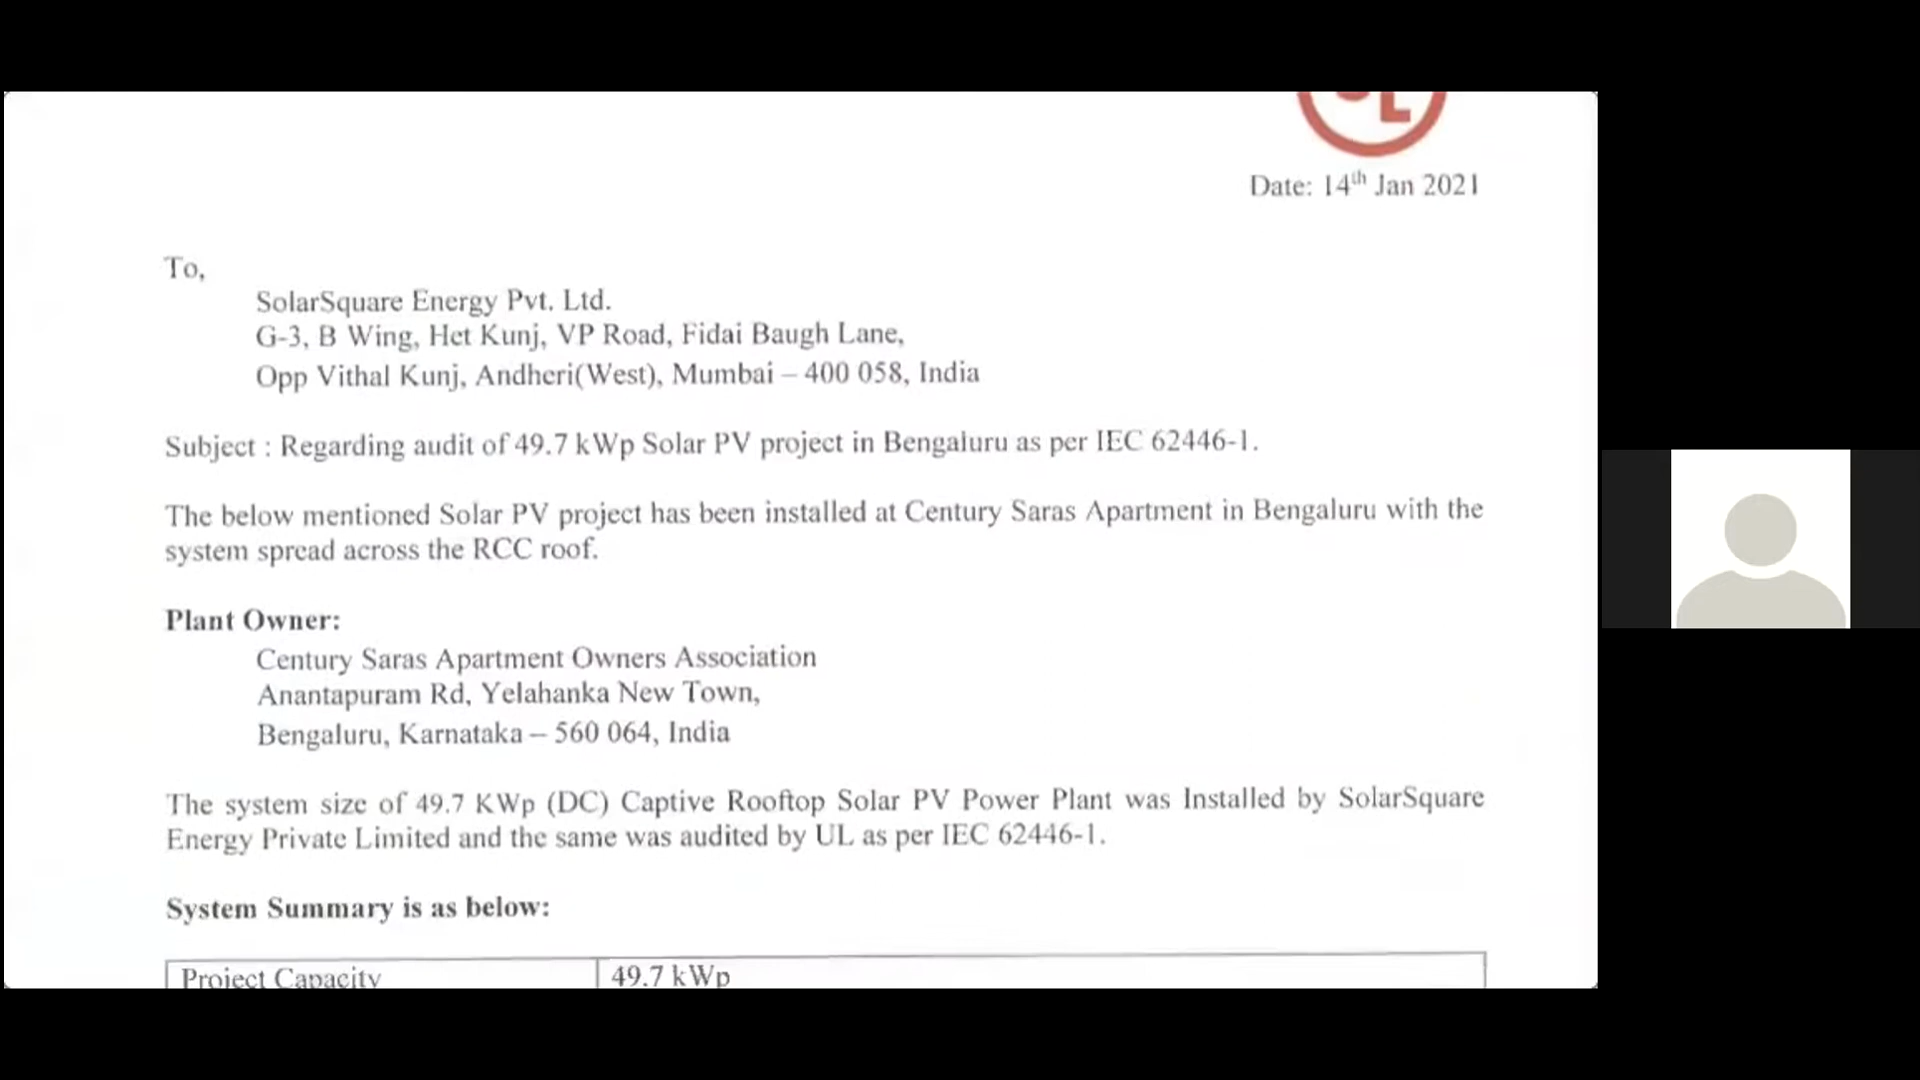 UL
Date: 14th Jan 2021
To,
SolarSquare Energy Pvt. Ltd.
G-3, B Wing, Het Kunj, VP Road, Fidai Baugh Lane,
Opp Vithal Kunj, Andheri(West), Mumbai – 400 058, India
Subject : Regarding audit of 49.7 kWp Solar PV project in Bengaluru as per IEC 62446-1.
The below mentioned Solar PV project has been installed at Century Saras Apartment in Bengaluru with the
system spread across the RCC roof.
Plant Owner:
Century Saras Apartment Owners Association
Anantapuram Rd, Yelahanka New Town,
Bengaluru, Karnataka – 560 064, India
The system size of 49.7 KWp (DC) Captive Rooftop Solar PV Power Plant was Installed by SolarSquare
Energy Private Limited and the same was audited by UL as per IEC 62446-1.
System Summary is as below:
Project Capacity 49.7 kWp